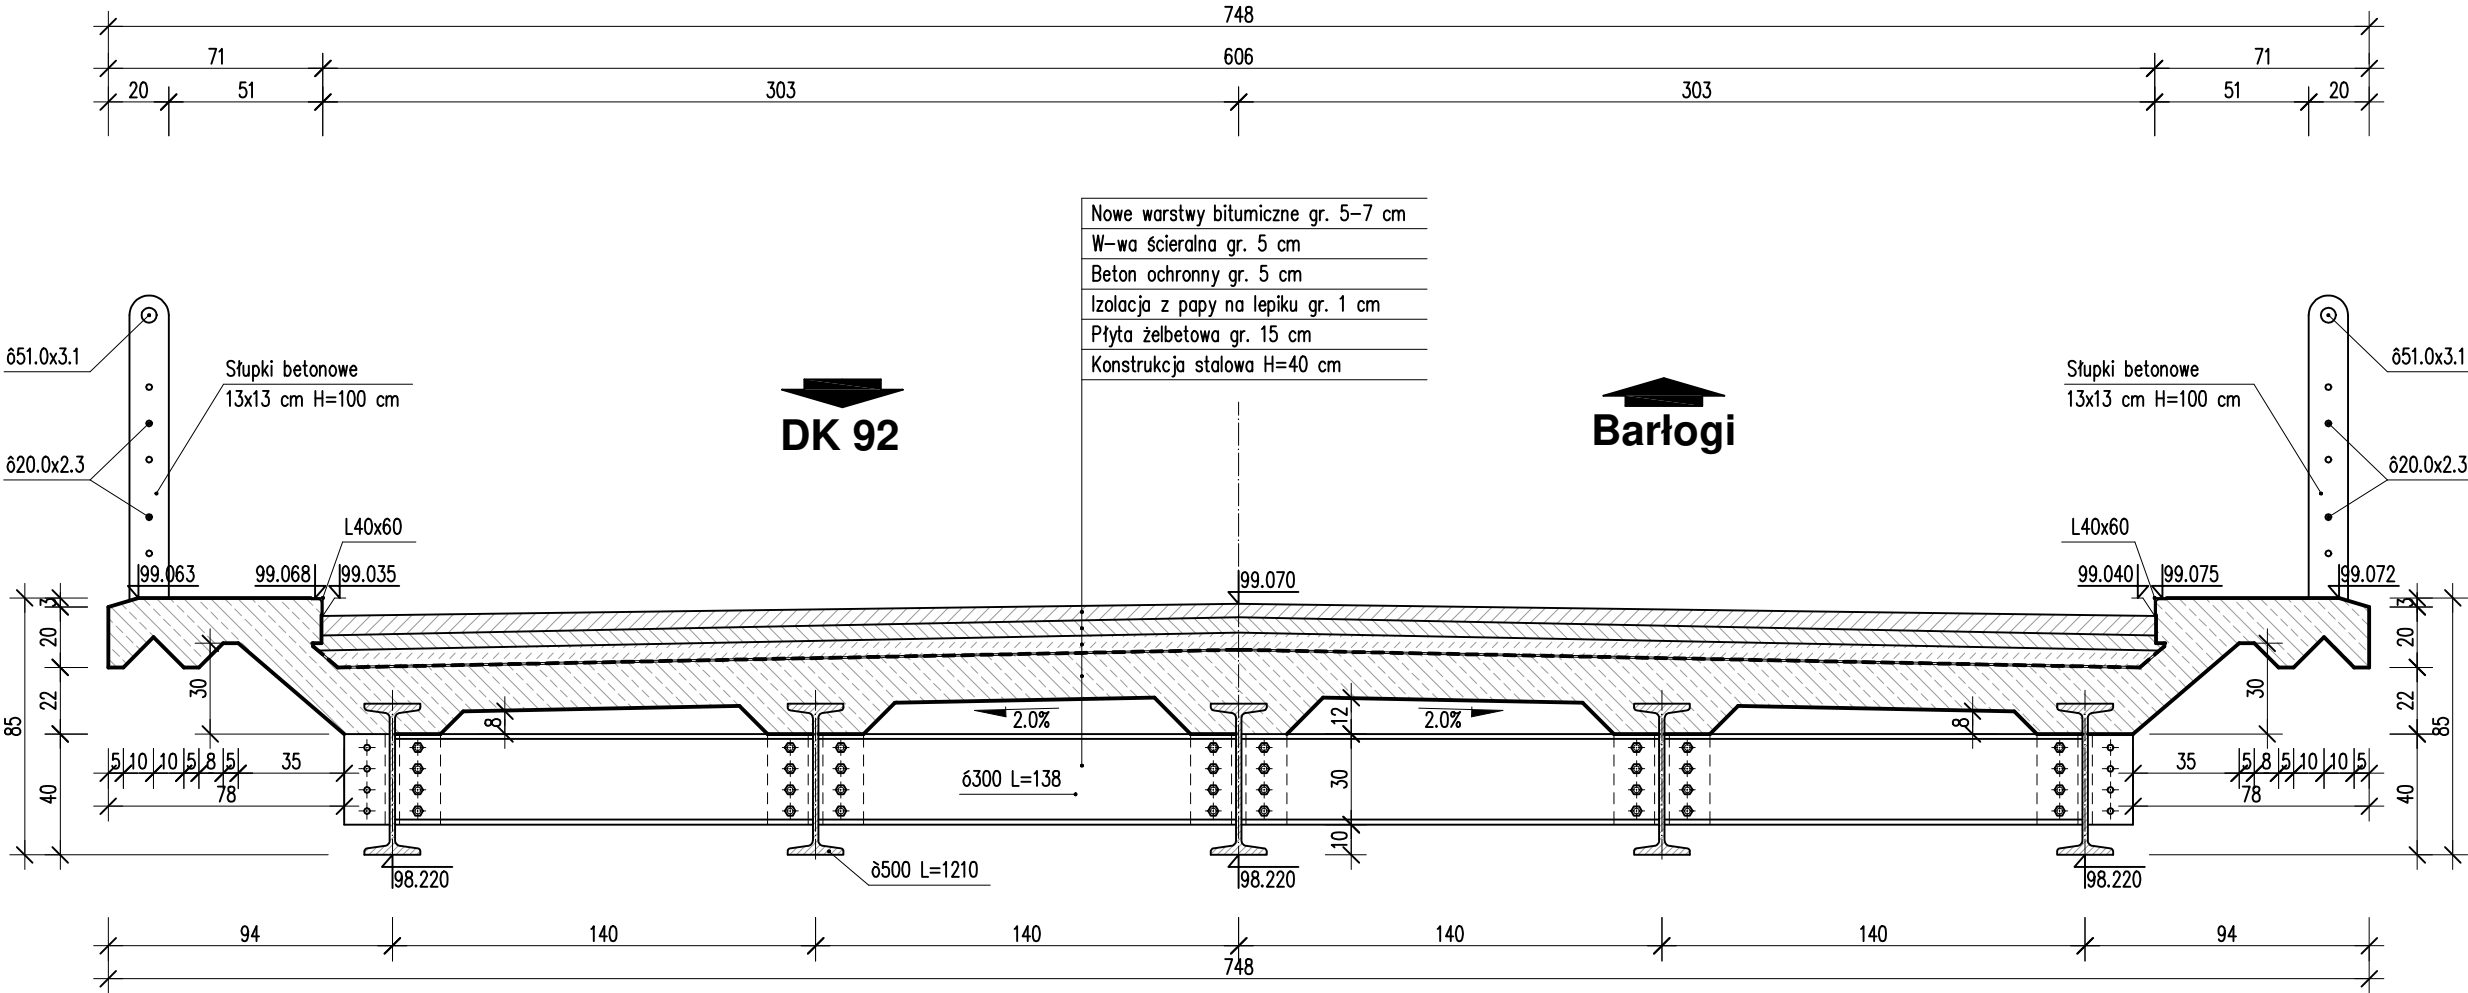 748
71 606 71
20 51 303 303 51 20
Nowe warstwy bitumiczne gr. 5-7 cm
W-wa ścieralna gr. 5 cm
Beton ochronny gr. 5 cm
Izolacja z papy na lepiku gr. 1 cm
Płyta żelbetowa gr. 15 cm
Konstrukcja stalowa H=40 cm
ô51.0x3.1
Słupki betonowe
13x13 cm H=100 cm
ô20.0x2.3
DK 92
Barłogi
Słupki betonowe
13x13 cm H=100 cm
ô51.0x3.1
ô20.0x2.3
L40x60
L40x60
99.063 99.068 99.035 99.070 99.040 99.075 99.072
3
20
22
40
85
30
8
2.0%
2.0%
12
30
10
8
30
3
20
22
40
85
5 10 10 5 8 5 35
78
35 5 8 5 10 10 5
78
ó300 L=138
ò500 L=1210
98.220 98.220 98.220
94 140 140 140 140 94
748